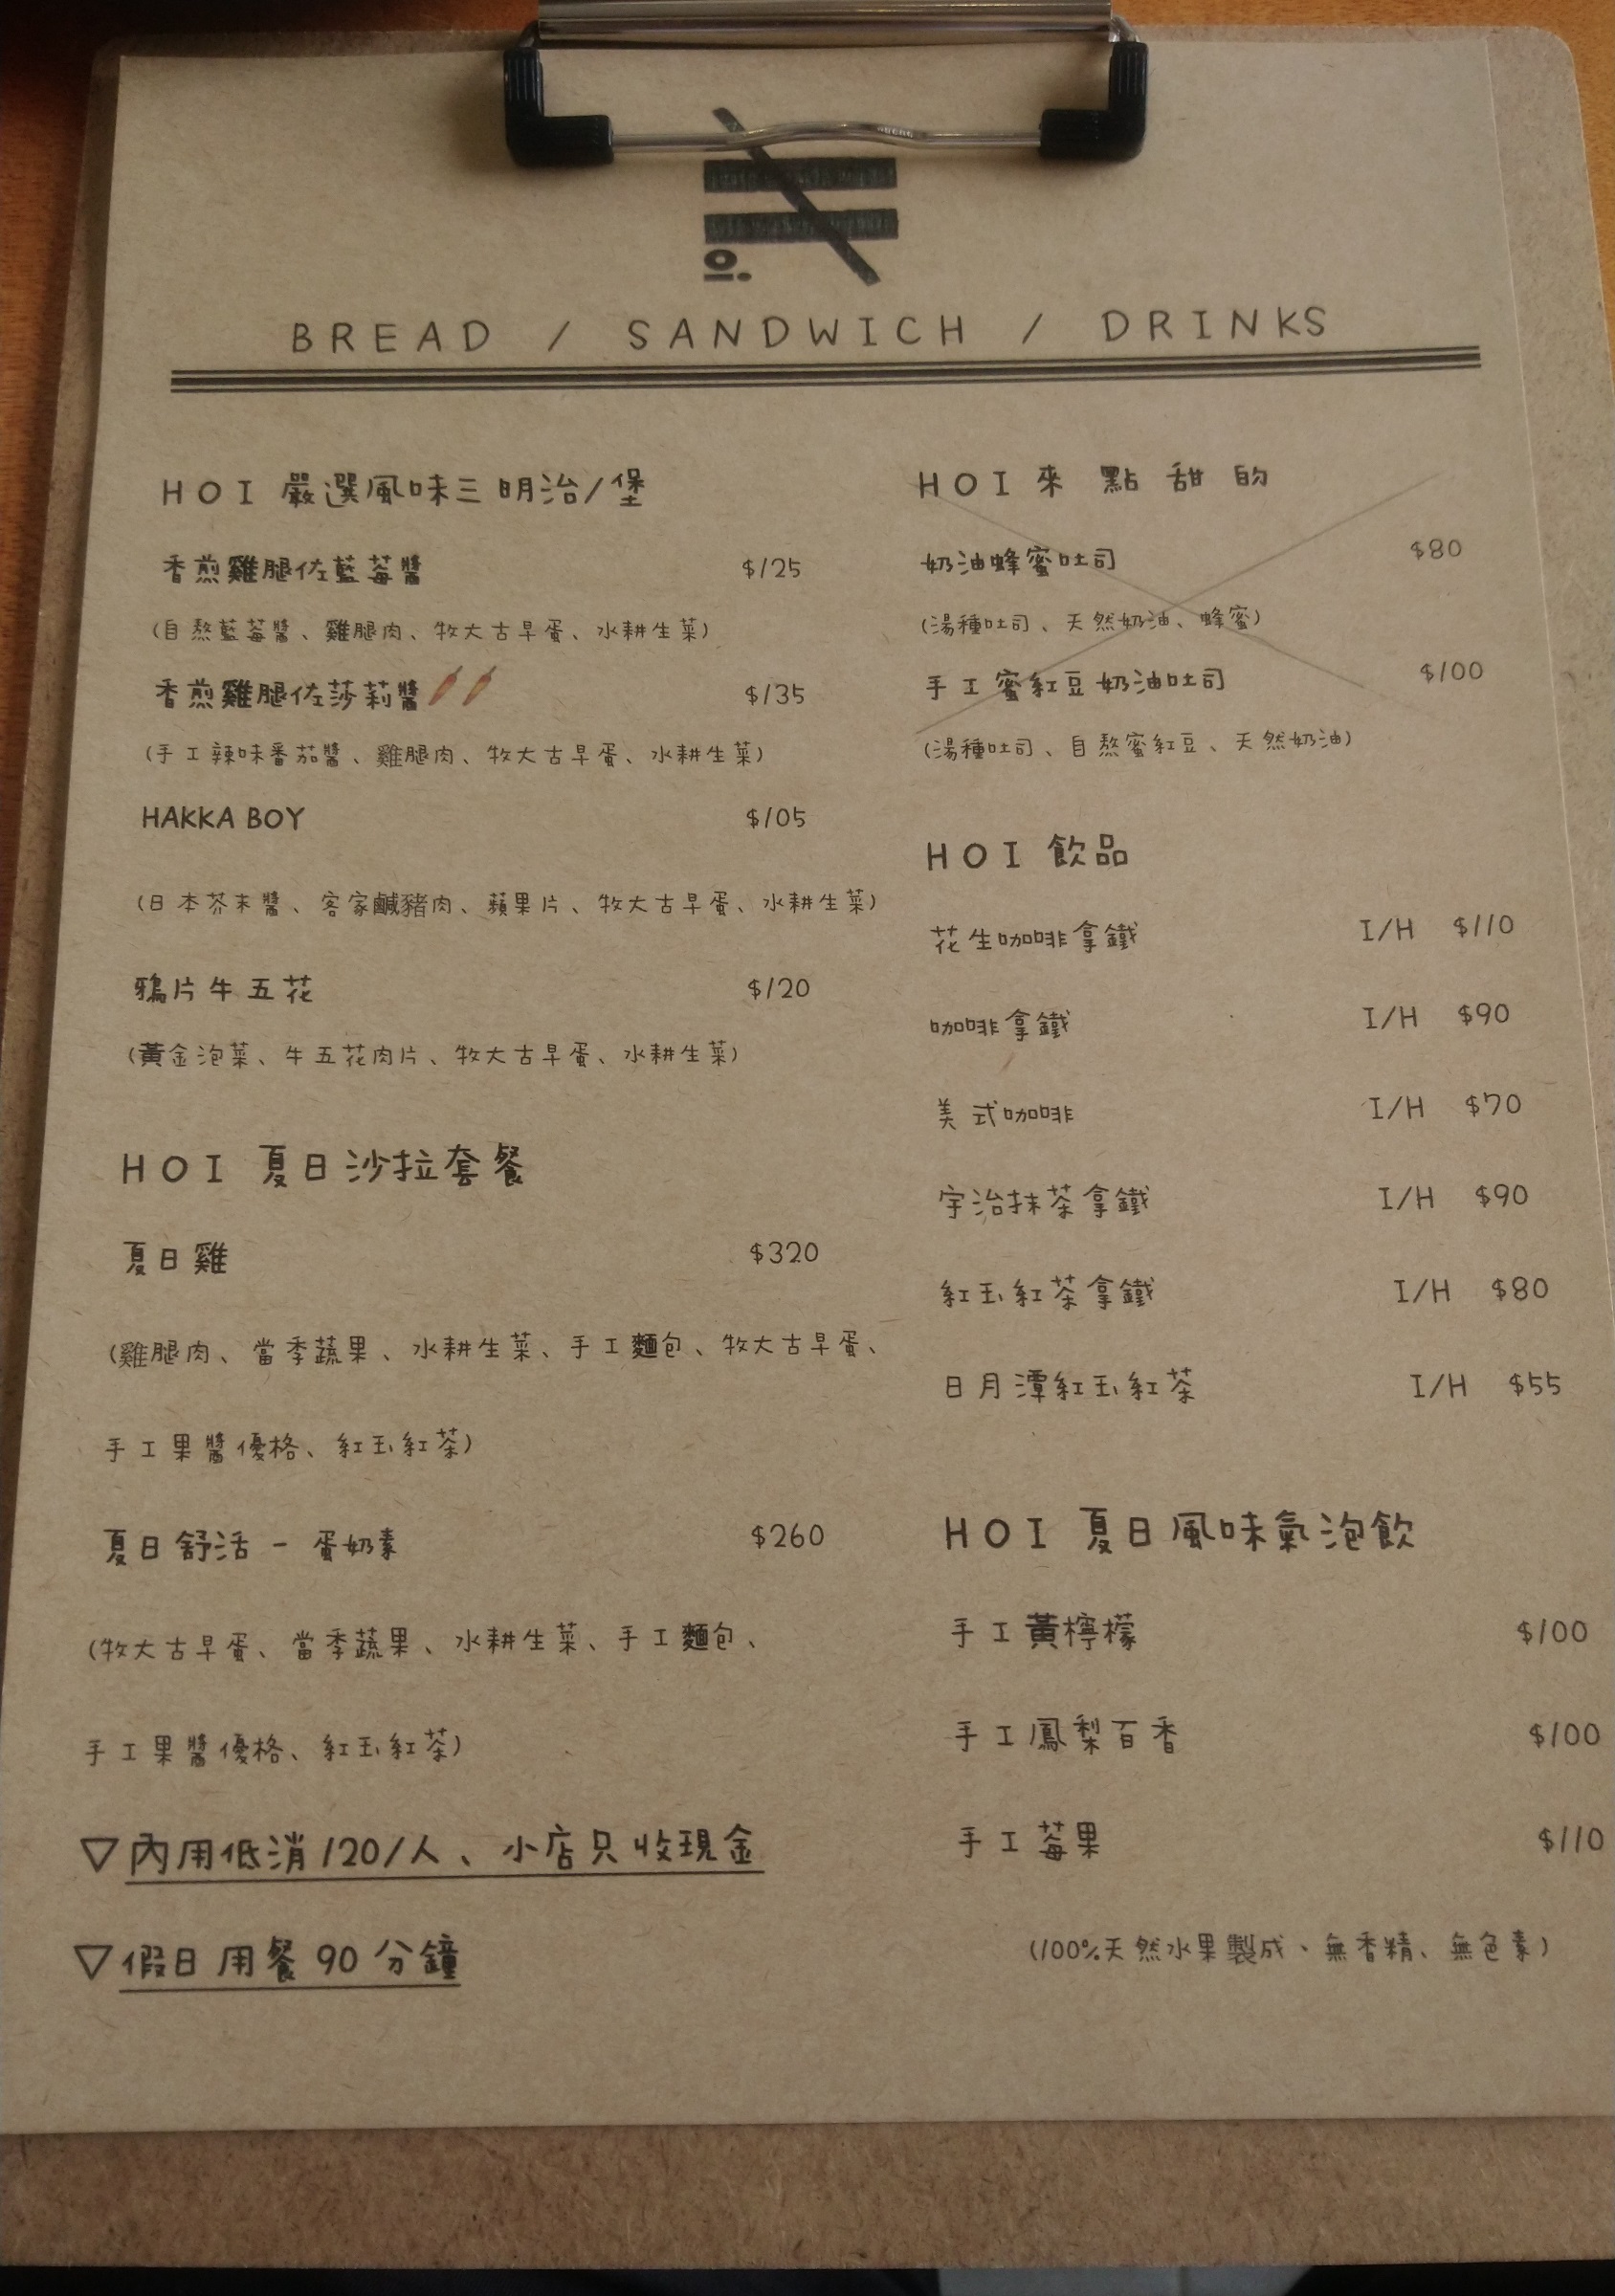 oi.
BREAD / SANDWICH / DRINKS
HOI 嚴選風味三明治/堡
香煎雞腿佐藍莓醬 $125
(自熬藍莓醬、雞腿肉、牧大古早蛋、水耕生菜)
香煎雞腿佐莎莉醬 $135
(手工辣味番茄醬、雞腿肉、牧大古早蛋、水耕生菜)
HAKKA BOY $105
(日本芥末醬、客家鹹豬肉、蘋果片、牧大古早蛋、水耕生菜)
鴉片牛五花 $120
(黃金泡菜、牛五花肉片、牧大古早蛋、水耕生菜)
HOI 夏日沙拉套餐
夏日雞 $320
(雞腿肉、當季蔬果、水耕生菜、手工麵包、牧大古早蛋、
手工果醬優格、紅玉紅茶)
夏日舒活 - 蛋奶素 $260
(牧大古早蛋、當季蔬果、水耕生菜、手工麵包、
手工果醬優格、紅玉紅茶)
▽內用低消120/人、小店只收現金
▽假日用餐90分鐘
HOI 來點甜的
奶油蜂蜜吐司 $80
(湯種吐司、天然奶油、蜂蜜)
手工蜜紅豆奶油吐司 $100
(湯種吐司、自熬蜜紅豆、天然奶油)
HOI 飲品
花生咖啡拿鐵 I/H $110
咖啡拿鐵 I/H $90
美式咖啡 I/H $70
宇治抹茶拿鐵 I/H $90
紅玉紅茶拿鐵 I/H $80
日月潭紅玉紅茶 I/H $55
HOI 夏日風味氣泡飲
手工黃檸檬 $100
手工鳳梨百香 $100
手工莓果 $110
(100%天然水果製成、無香精、無色素)